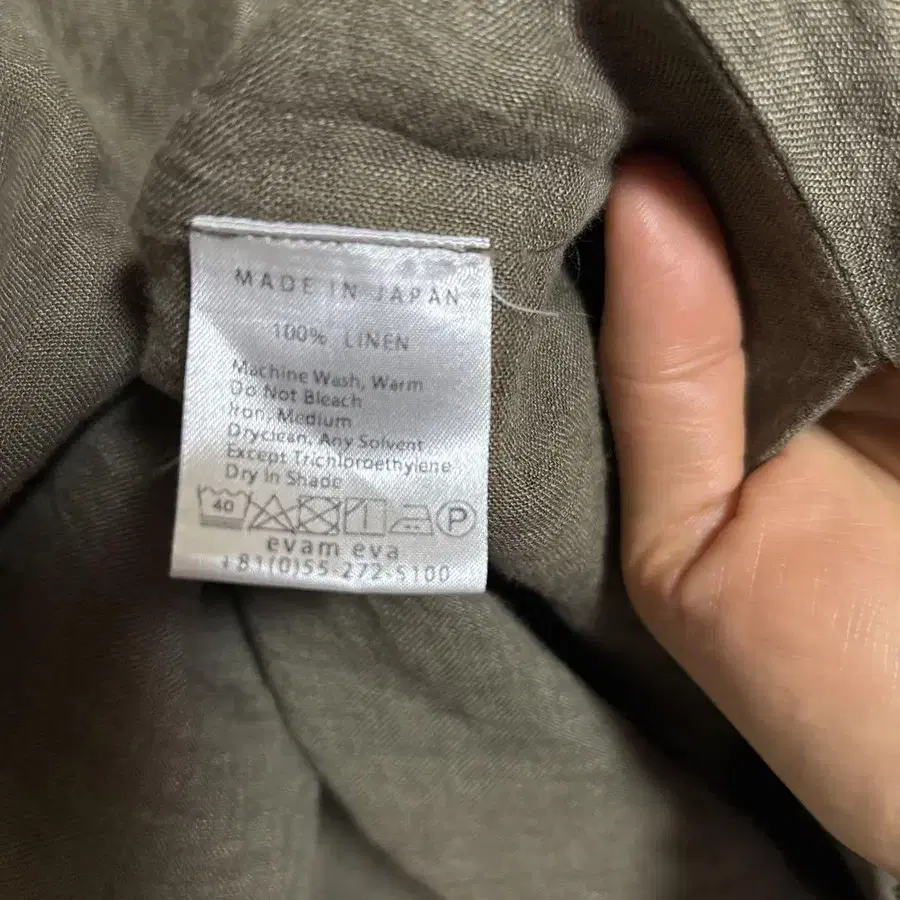 MADE IN JAPAN
100% LINEN
Machine Wash, Warm
Do Not Bleach
Iron, Medium
Dryclean, Any Solvent
Except Trichloroethylene
Dry In Shade
40
P
evam eva
+81(0)55-272-5100